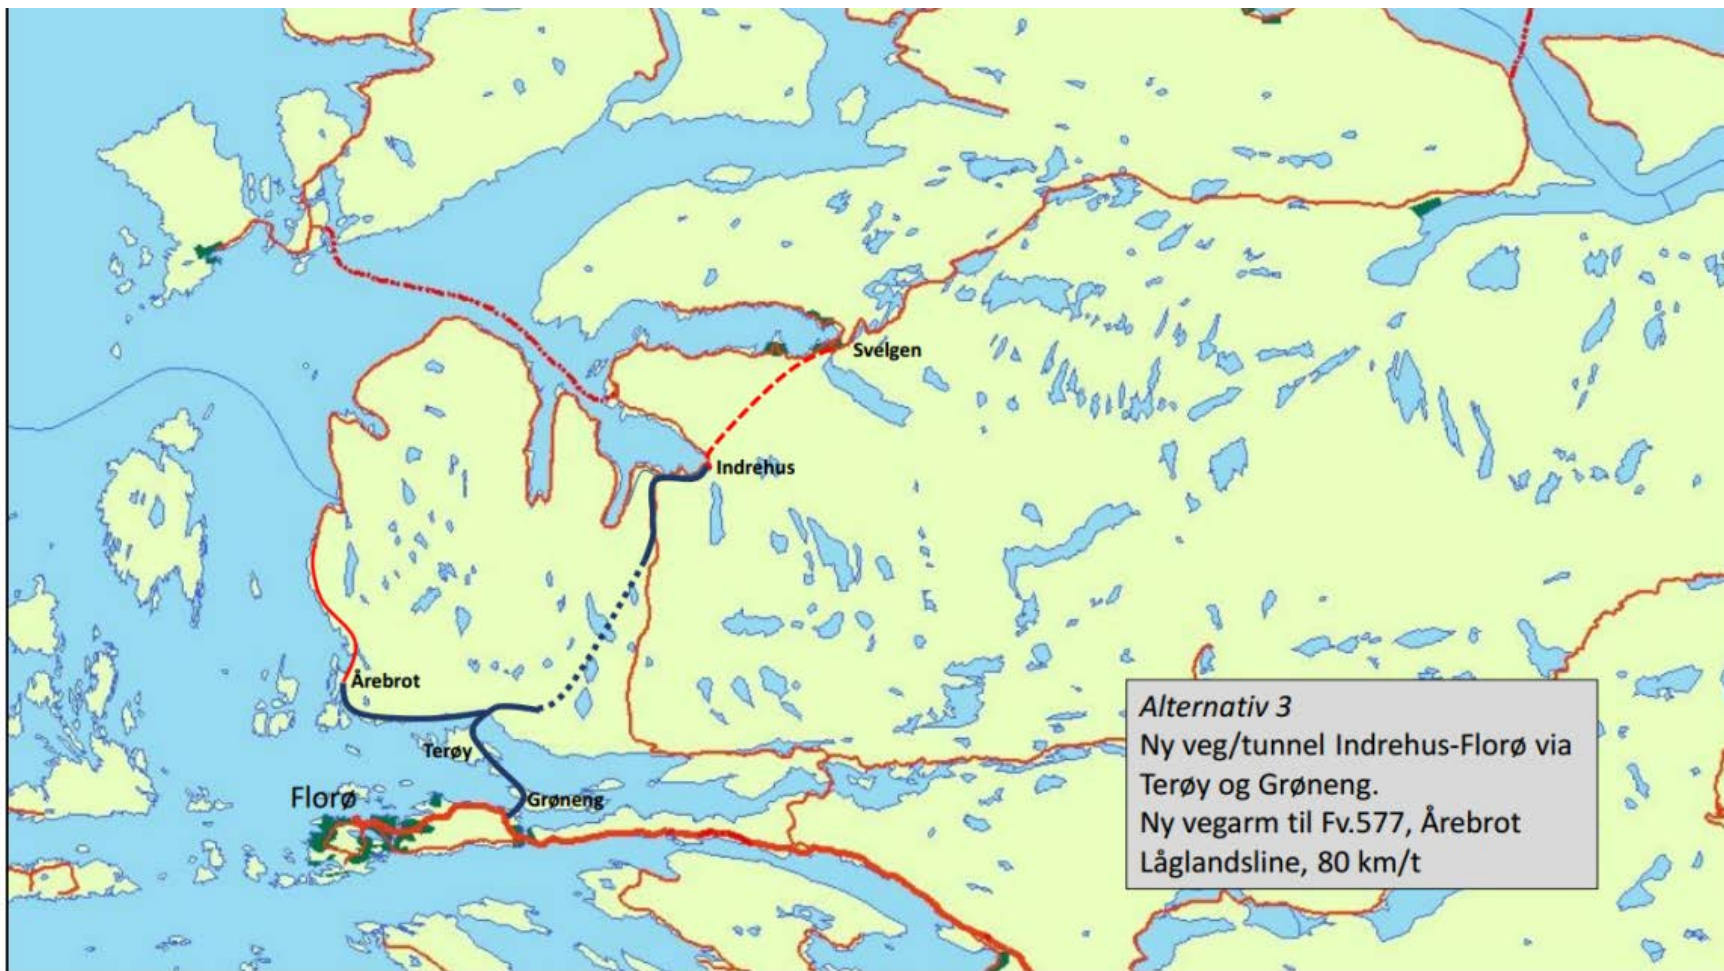 Svelgen
Indrehus
Årebrot
Terøy
Grøneng
Florø
Alternativ 3
Ny veg/tunnel Indrehus-Florø via
Terøy og Grøneng.
Ny vegarm til Fv.577, Årebrot
Låglandsline, 80 km/t